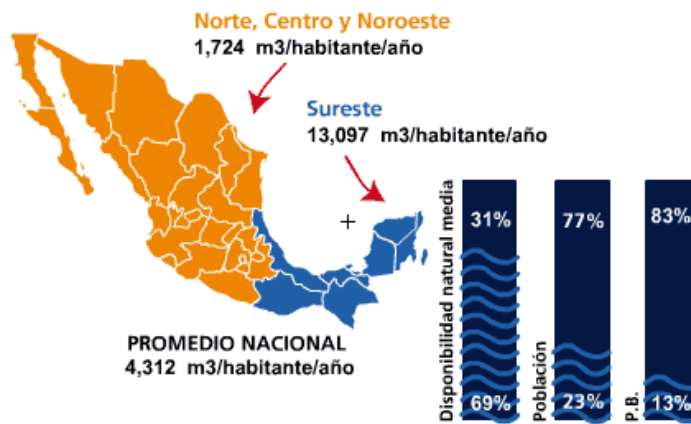 Norte, Centro y Noroeste
1,724 m3/habitante/año
Sureste
13,097 m3/habitante/año
PROMEDIO NACIONAL
4,312 m3/habitante/año
Disponibilidad natural media
31%
69%
Población
77%
23%
P.B.
83%
13%